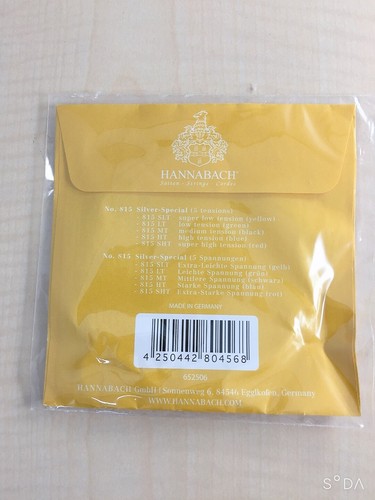 HANNABACH®
Saiten · Strings · Cordes
No. 815 Silver-Special (5 tensions)
- 815 SLT super low tension (yellow)
- 815 LT low tension (green)
- 815 MT medium tension (black)
- 815 HT high tension (blue)
- 815 SHT super high tension (red)
No. 815 Silver-Special (5 Spannungen)
- 815 SLT Extra-Leichte Spannung (gelb)
- 815 LT Leichte Spannung (grün)
- 815 MT Mittlere Spannung (schwarz)
- 815 HT Starke Spannung (blau)
- 815 SHT Extra-Starke Spannung (rot)
MADE IN GERMANY
4 250442 804568
652506
HANNABACH GmbH / Sonnenweg 6, 84546 Egglkofen, Germany
WWW.HANNABACH.COM
SODA